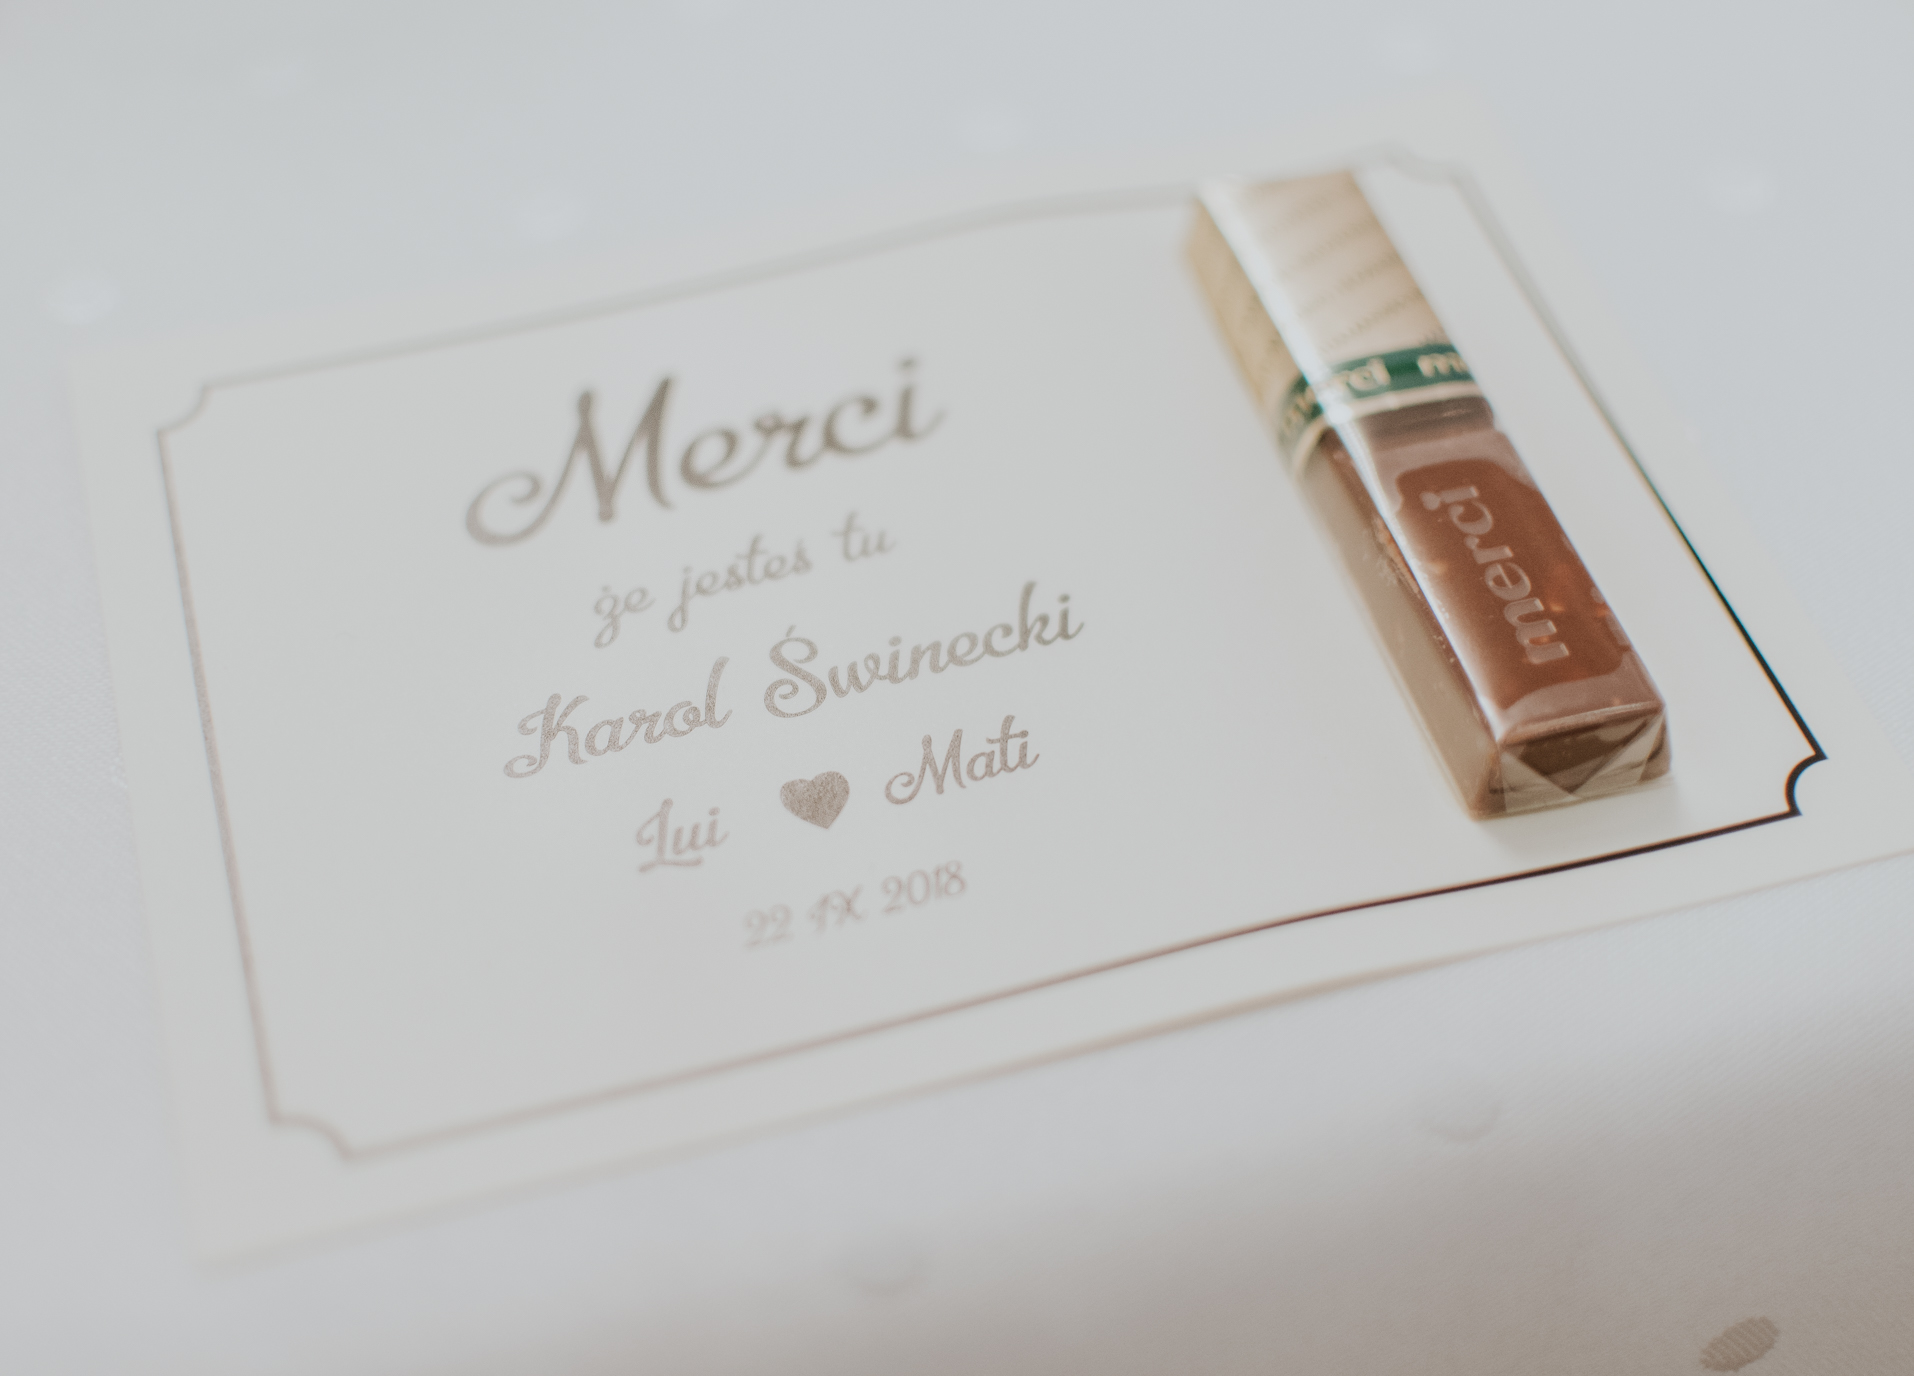 Merci
że jesteś tu
Karol Świnecki
Lui ♥ Mati
22 IX 2018
merci
merci